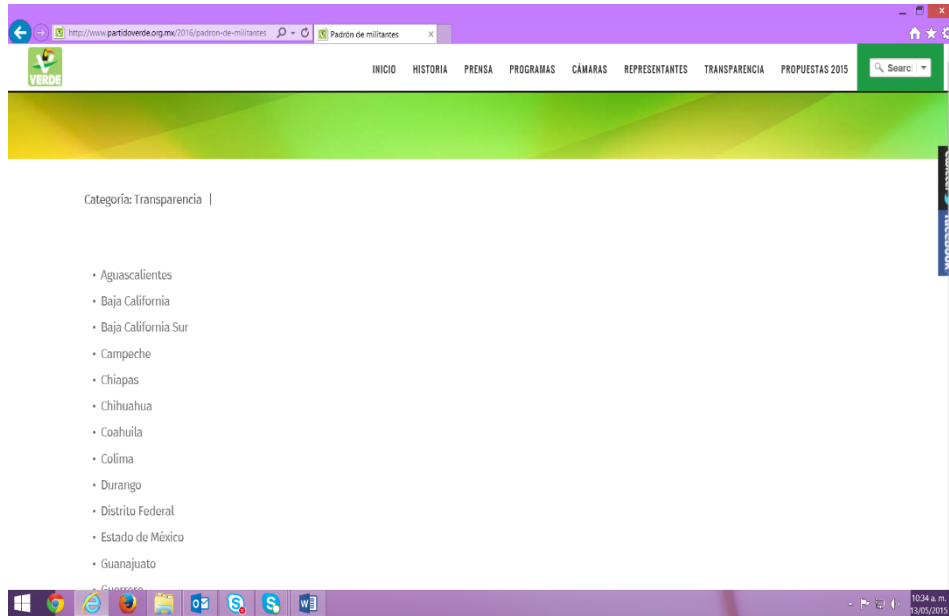 http://www.partidoverde.org.mx/2016/padron-de-militantes
Padrón de militantes
VERDE
INICIO HISTORIA PRENSA PROGRAMAS CÁMARAS REPRESENTANTES TRANSPARENCIA PROPUESTAS 2015
Searc
Categoría: Transparencia |
facebook
• Aguascalientes
• Baja California
• Baja California Sur
• Campeche
• Chiapas
• Chihuahua
• Coahuila
• Colima
• Durango
• Distrito Federal
• Estado de México
• Guanajuato
• Guerrero
10:34 a. m.
13/05/2015